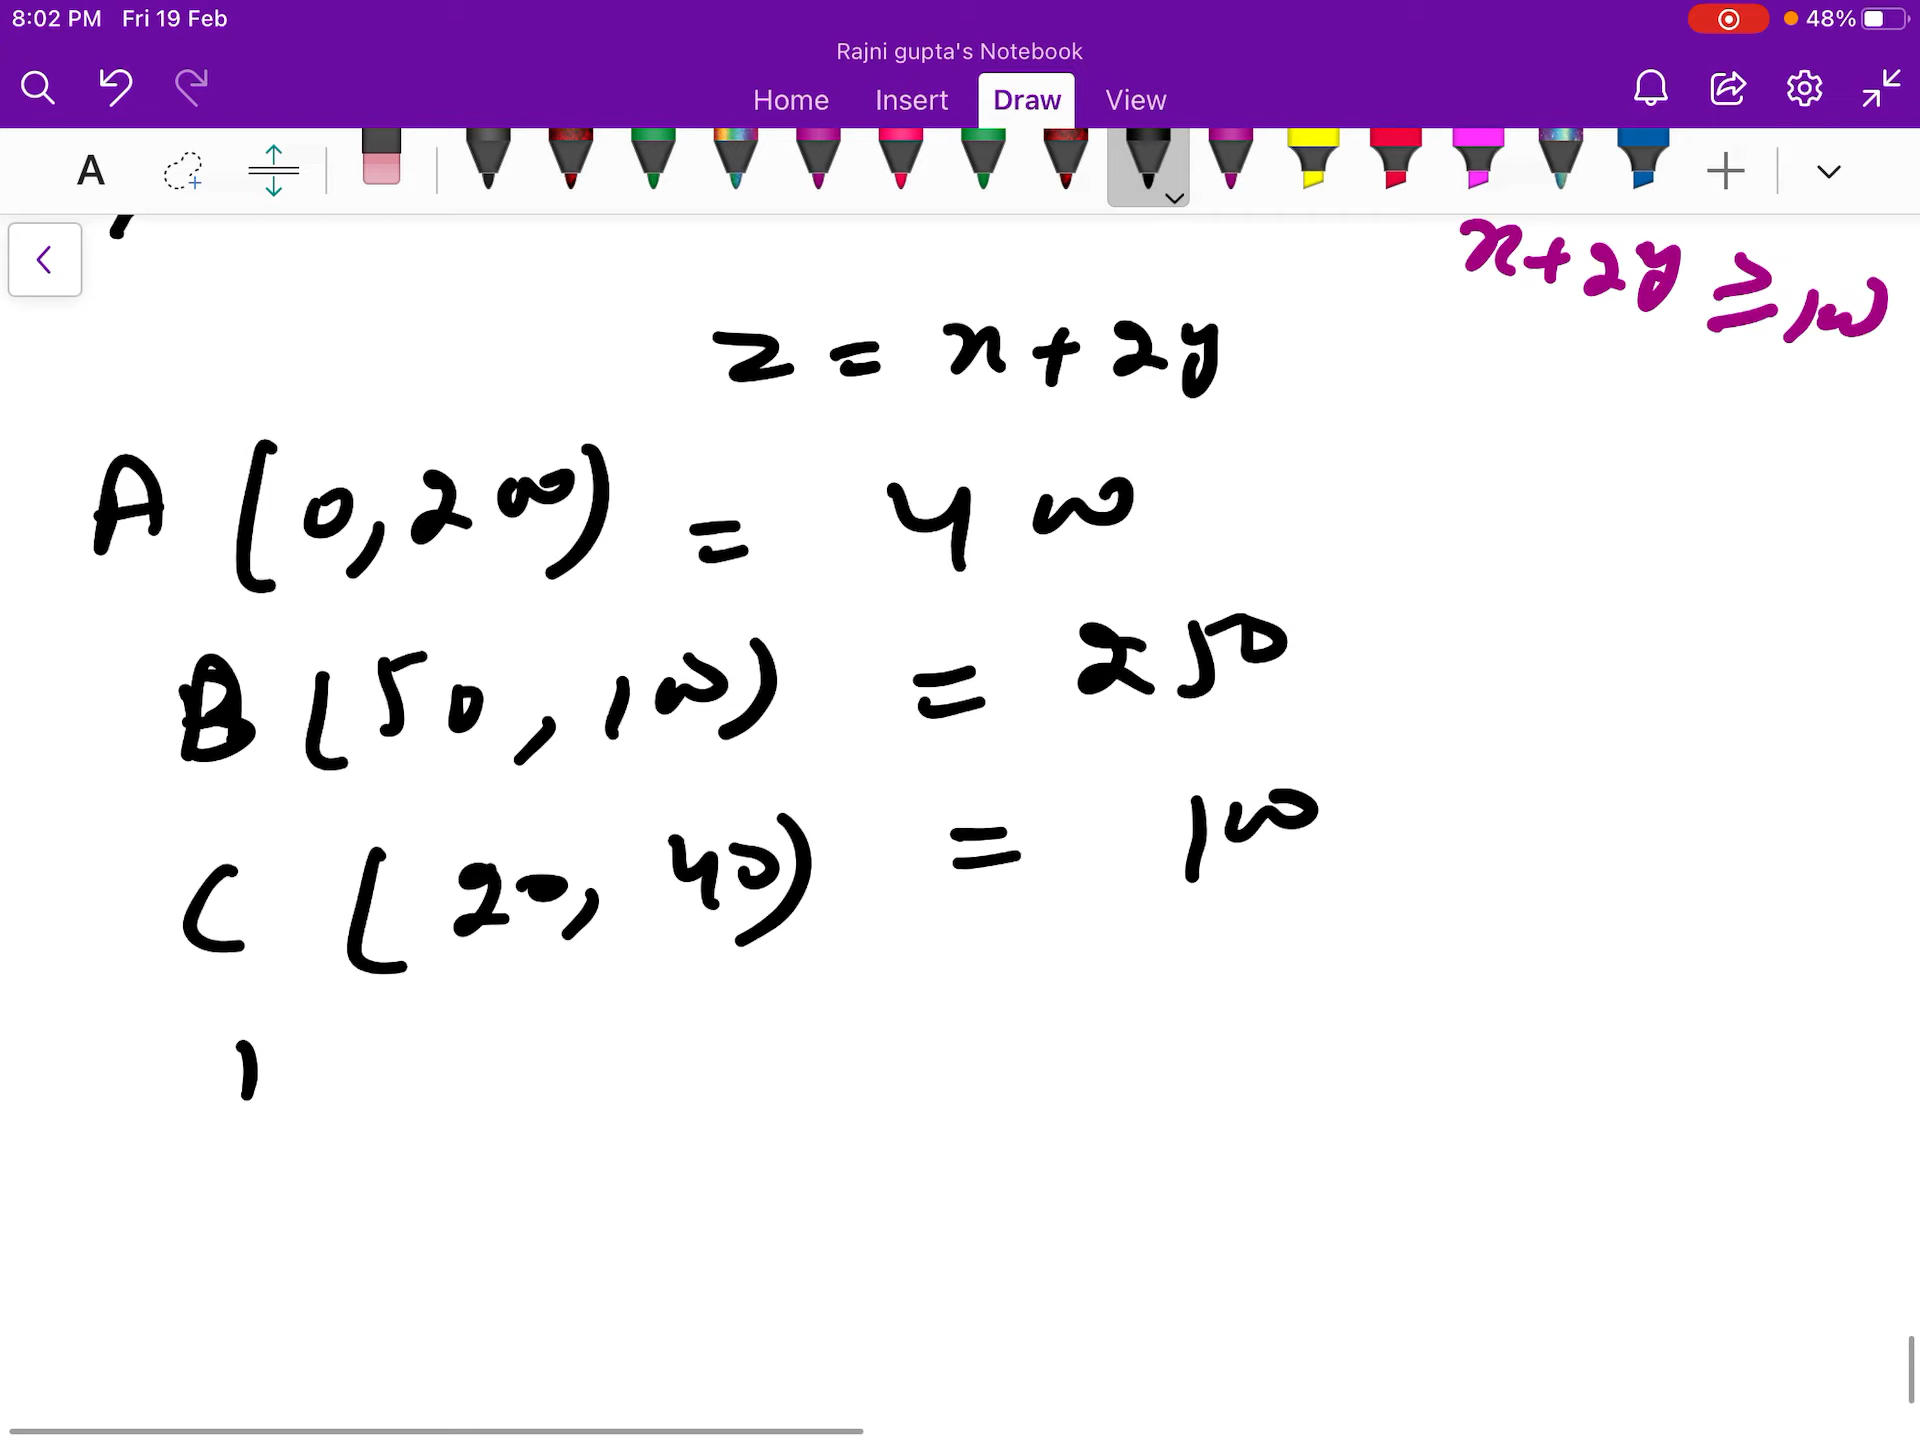 8:02 PM Fri 19 Feb
48%
Rajni gupta's Notebook
Home Insert Draw View
A
x+2y ≥ 100
z = x + 2y
A (0, 200) = 400
B (50, 100) = 250
C (20, 40) = 100